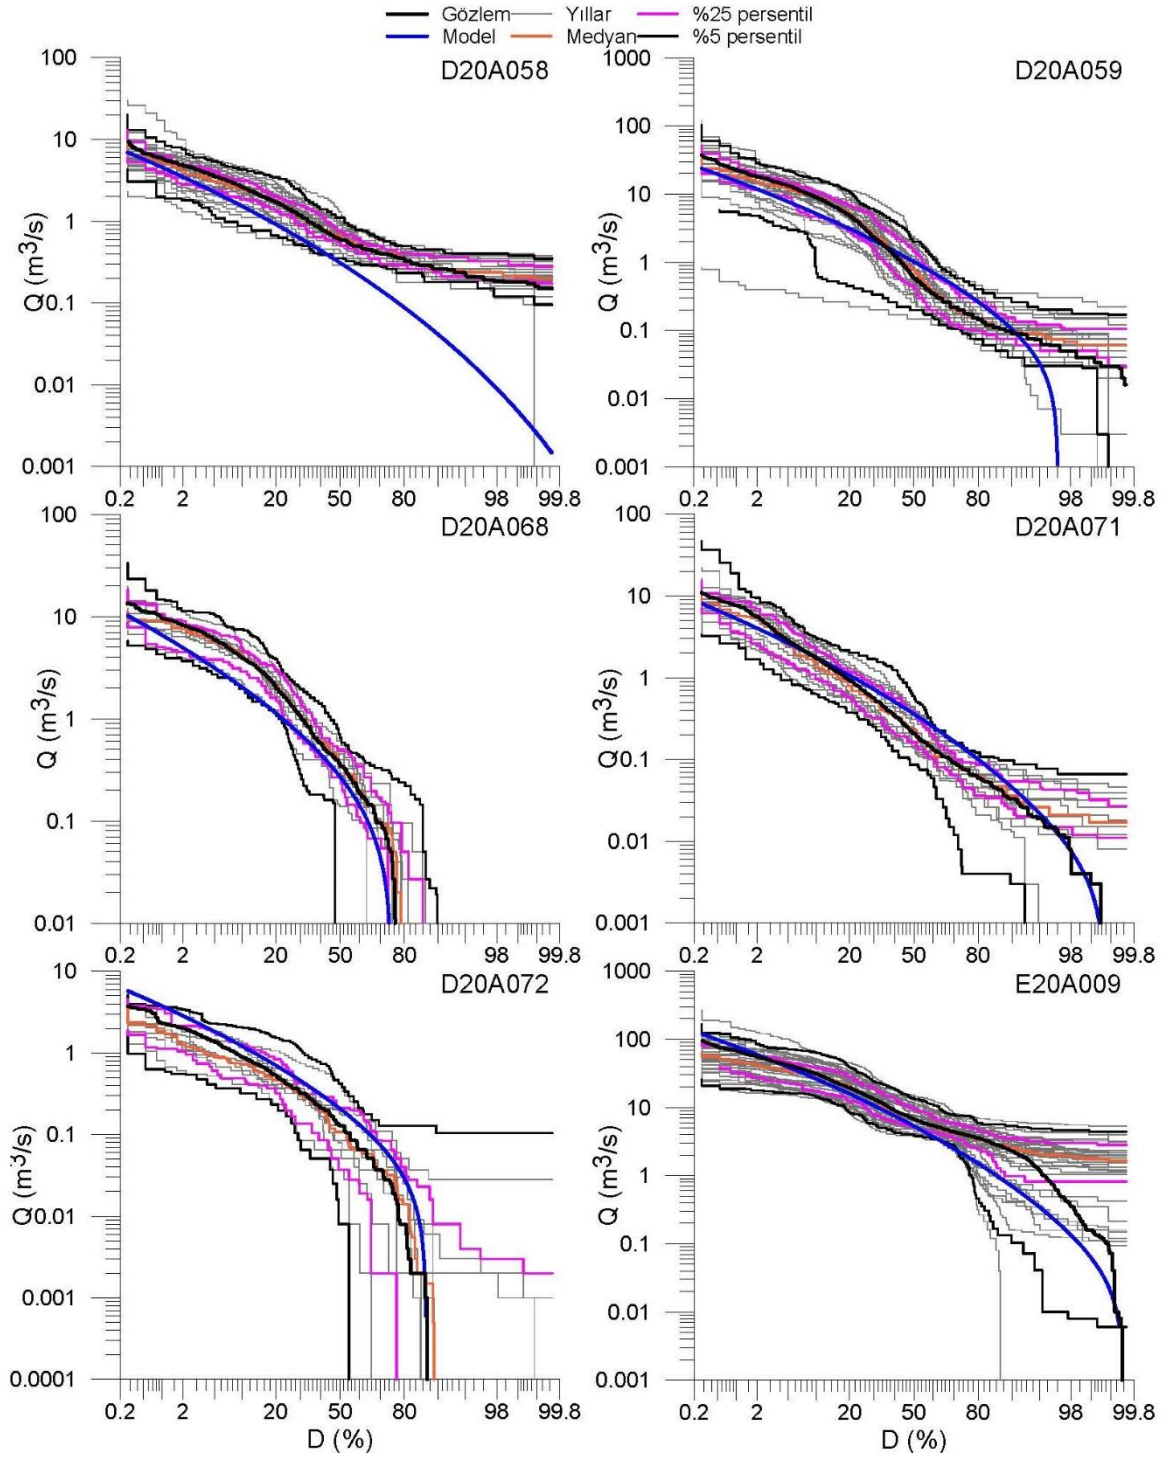 Gözlem Yıllar %25 persentil
Model Medyan %5 persentil
100
10
1
0.1
0.01
0.001
Q (m³/s)
D20A058
0.2 2 20 50 80 98 99.8
1000
100
10
1
0.1
0.01
0.001
Q (m³/s)
D20A059
0.2 2 20 50 80 98 99.8
100
10
1
0.1
0.01
Q (m³/s)
D20A068
0.2 2 20 50 80 98 99.8
100
10
1
0.1
0.01
0.001
Q (m³/s)
D20A071
0.2 2 20 50 80 98 99.8
10
1
0.1
0.01
0.001
0.0001
Q (m³/s)
D20A072
0.2 2 20 50 80 98 99.8
D (%)
1000
100
10
1
0.1
0.01
0.001
Q (m³/s)
E20A009
0.2 2 20 50 80 98 99.8
D (%)